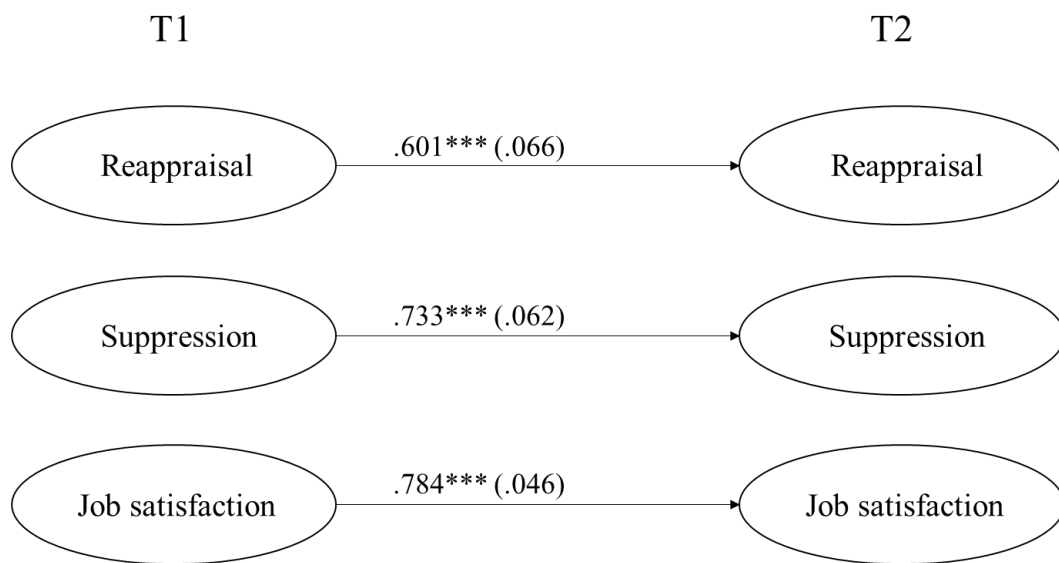 T1 T2
Reappraisal .601*** (.066) Reappraisal
Suppression .733*** (.062) Suppression
Job satisfaction .784*** (.046) Job satisfaction